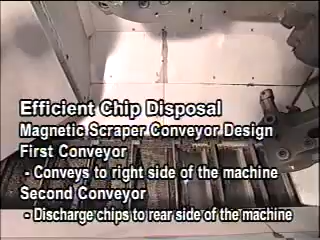 Efficient Chip Disposal
Magnetic Scraper Conveyor Design
First Conveyor
- Conveys to right side of the machine
Second Conveyor
- Discharge chips to rear side of the machine